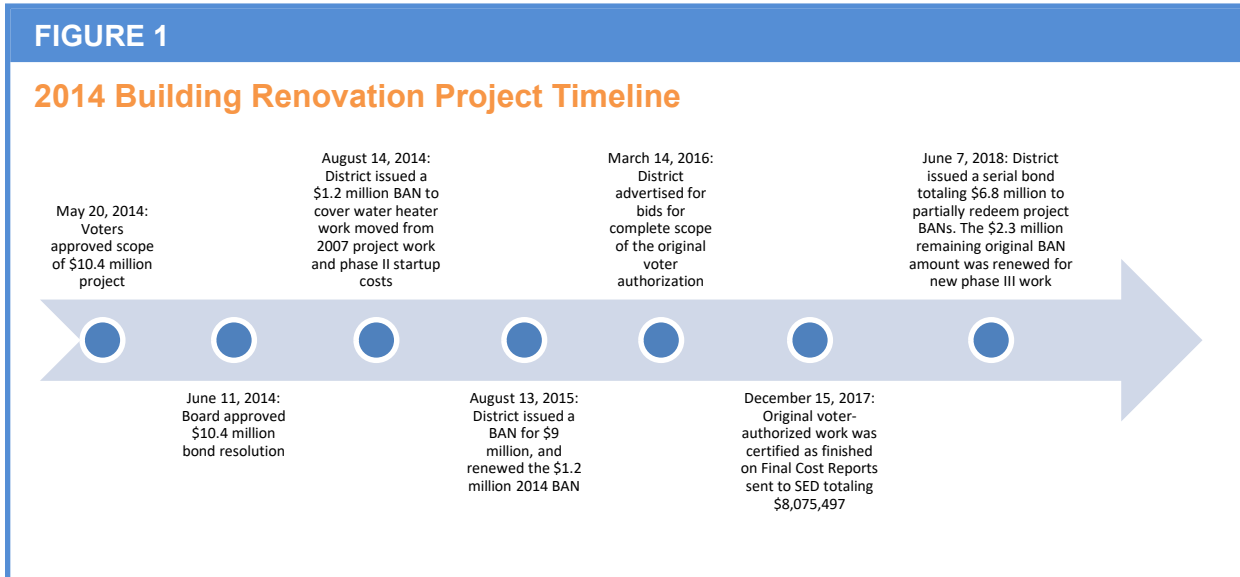 FIGURE 1
2014 Building Renovation Project Timeline
May 20, 2014:
Voters
approved scope
of $10.4 million
project
June 11, 2014:
Board approved
$10.4 million
bond resolution
August 14, 2014:
District issued a
$1.2 million BAN to
cover water heater
work moved from
2007 project work
and phase II startup
costs
August 13, 2015:
District issued a
BAN for $9
million, and
renewed the $1.2
million 2014 BAN
March 14, 2016:
District
advertised for
bids for
complete scope
of the original
voter
authorization
December 15, 2017:
Original voter-
authorized work was
certified as finished
on Final Cost Reports
sent to SED totaling
$8,075,497
June 7, 2018: District
issued a serial bond
totaling $6.8 million to
partially redeem project
BANs. The $2.3 million
remaining original BAN
amount was renewed for
new phase III work